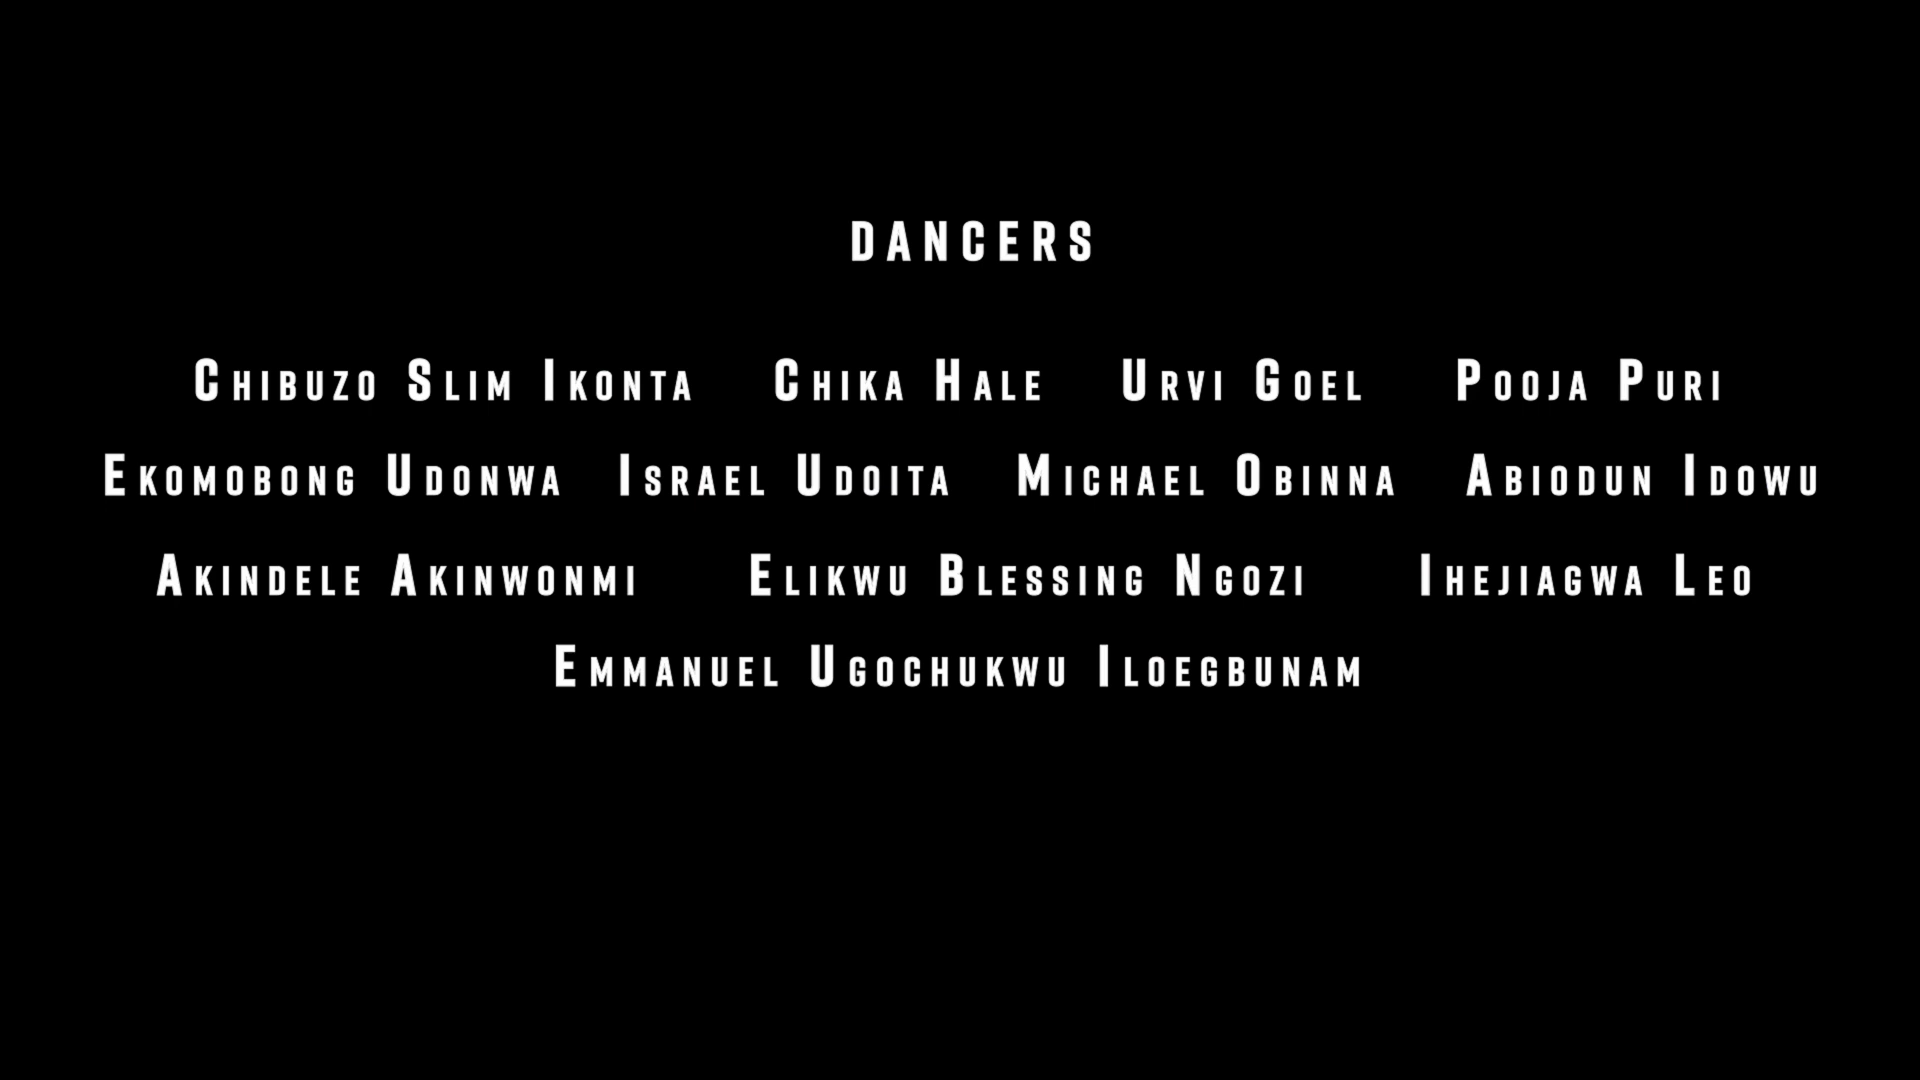 DANCERS
Chibuzo Slim Ikonta Chika Hale Urvi Goel Pooja Puri
Ekomobong Udonwa Israel Udoita Michael Obinna Abiodun Idowu
Akindele Akinwonmi Elikwu Blessing Ngozi Ihejiagwa Leo
Emmanuel Ugochukwu Iloegbunam